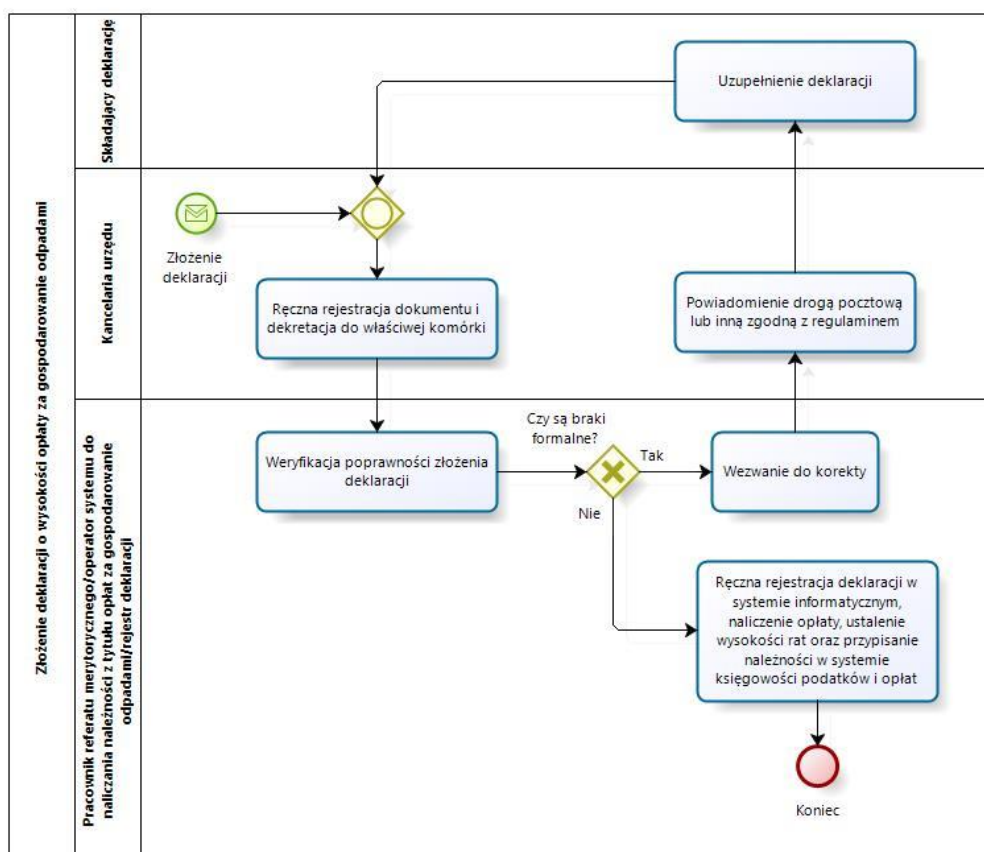 Złożenie deklaracji o wysokości opłaty za gospodarowanie odpadami
Składający deklarację
Uzupełnienie deklaracji
Kancelaria urzędu
Złożenie
deklaracji
Ręczna rejestracja dokumentu i
dekretacja do właściwej komórki
Powiadomienie drogą pocztową
lub inną zgodną z regulaminem
Pracownik referatu merytorycznego/operator systemu do
naliczania należności z tytułu opłat za gospodarowanie
odpadami/rejestr deklaracji
Weryfikacja poprawności złożenia
deklaracji
Czy są braki
formalne?
Tak
Nie
Wezwanie do korekty
Ręczna rejestracja deklaracji w
systemie informatycznym,
naliczenie opłaty, ustalenie
wysokości rat oraz przypisanie
należności w systemie
księgowości podatków i opłat
Koniec